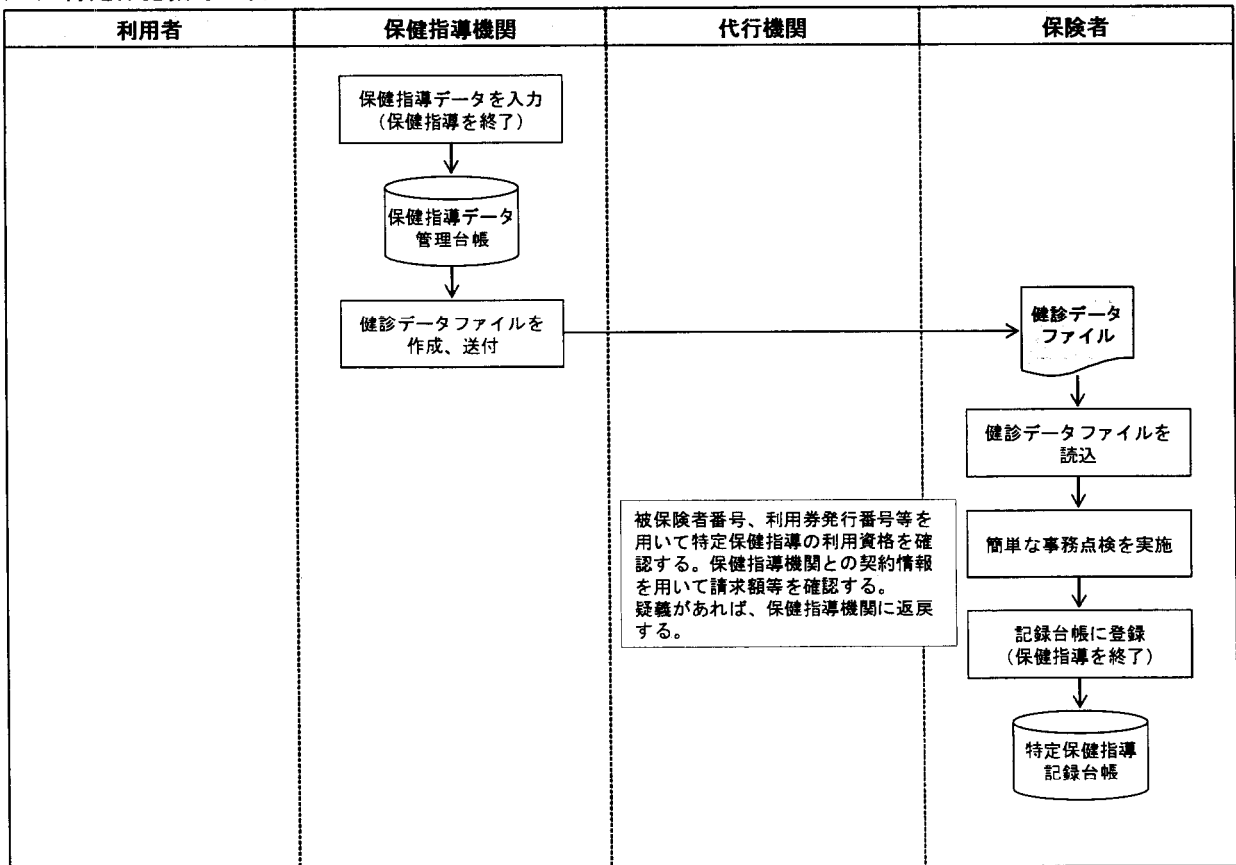 利用者
保健指導機関
代行機関
保険者
保健指導データを入力
(保健指導を終了)
保健指導データ
管理台帳
健診データファイルを
作成、送付
健診データ
ファイル
健診データファイルを
読込
被保険者番号、利用券発行番号等を
用いて特定保健指導の利用資格を確
認する。保健指導機関との契約情報
を用いて請求額等を確認する。
疑義があれば、保健指導機関に返戻
する。
簡単な事務点検を実施
記録台帳に登録
(保健指導を終了)
特定保健指導
記録台帳